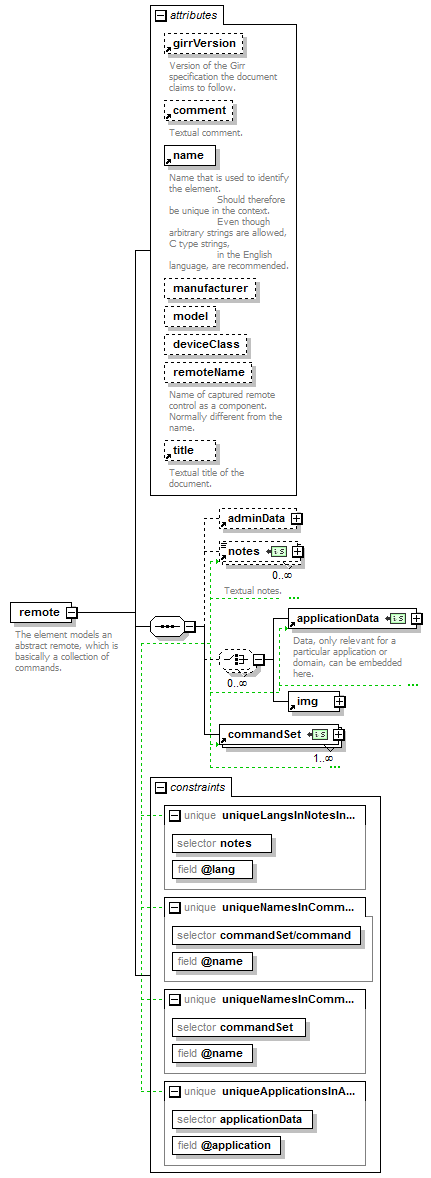 attributes
girrVersion
Version of the Girr
specification the document
claims to follow.
comment
Textual comment.
name
Name that is used to identify
the element.
Should therefore
be unique in the context.
Even though
arbitrary strings are allowed,
C type strings,
in the English
language, are recommended.
manufacturer
model
deviceClass
remoteName
Name of captured remote
control as a component.
Normally different from the
name.
title
Textual title of the
document.
adminData
notes
is
0..∞
Textual notes.
remote
The element models an
abstract remote, which is
basically a collection of
commands.
applicationData
is
Data, only relevant for a
particular application or
domain, can be embedded
here.
0..∞
img
commandSet
is
1..∞
constraints
unique uniqueLangsInNotesIn...
selector notes
field @lang
unique uniqueNamesInComm...
selector commandSet/command
field @name
unique uniqueNamesInComm...
selector commandSet
field @name
unique uniqueApplicationsInA...
selector applicationData
field @application